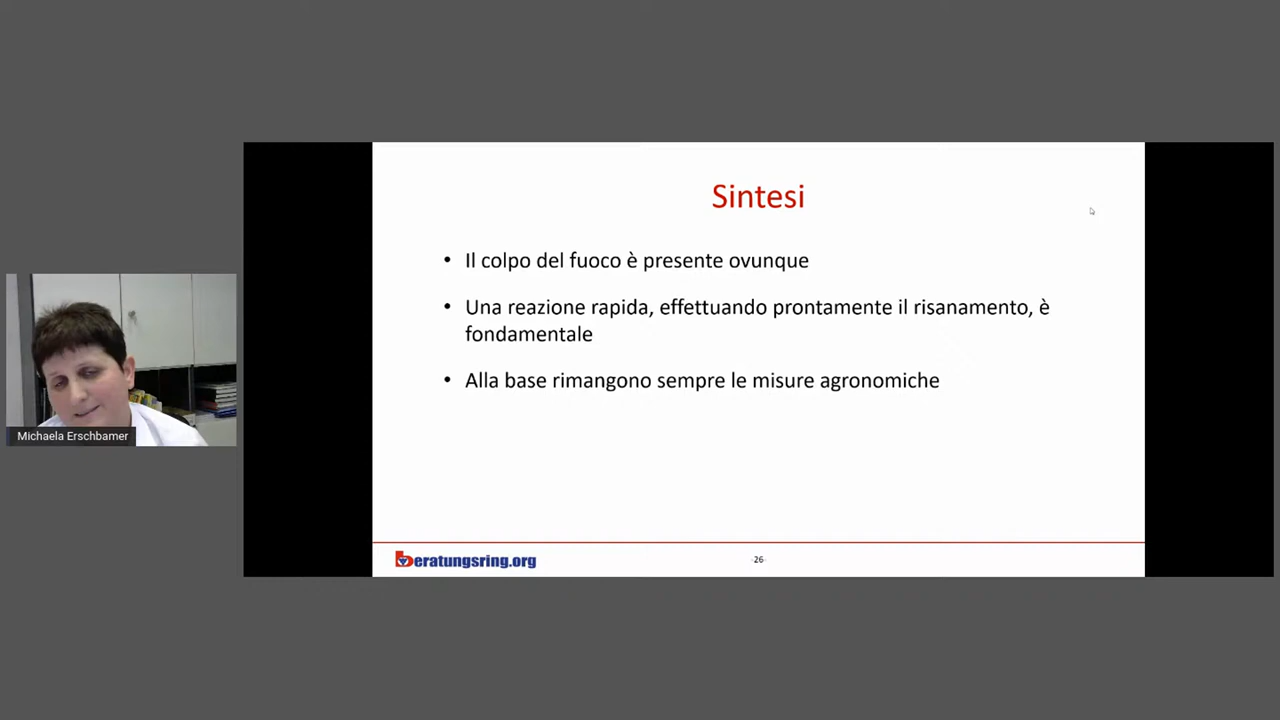 Sintesi
• Il colpo del fuoco è presente ovunque
• Una reazione rapida, effettuando prontamente il risanamento, è
fondamentale
• Alla base rimangono sempre le misure agronomiche
Michaela Erschbamer
beratungsring.org
26